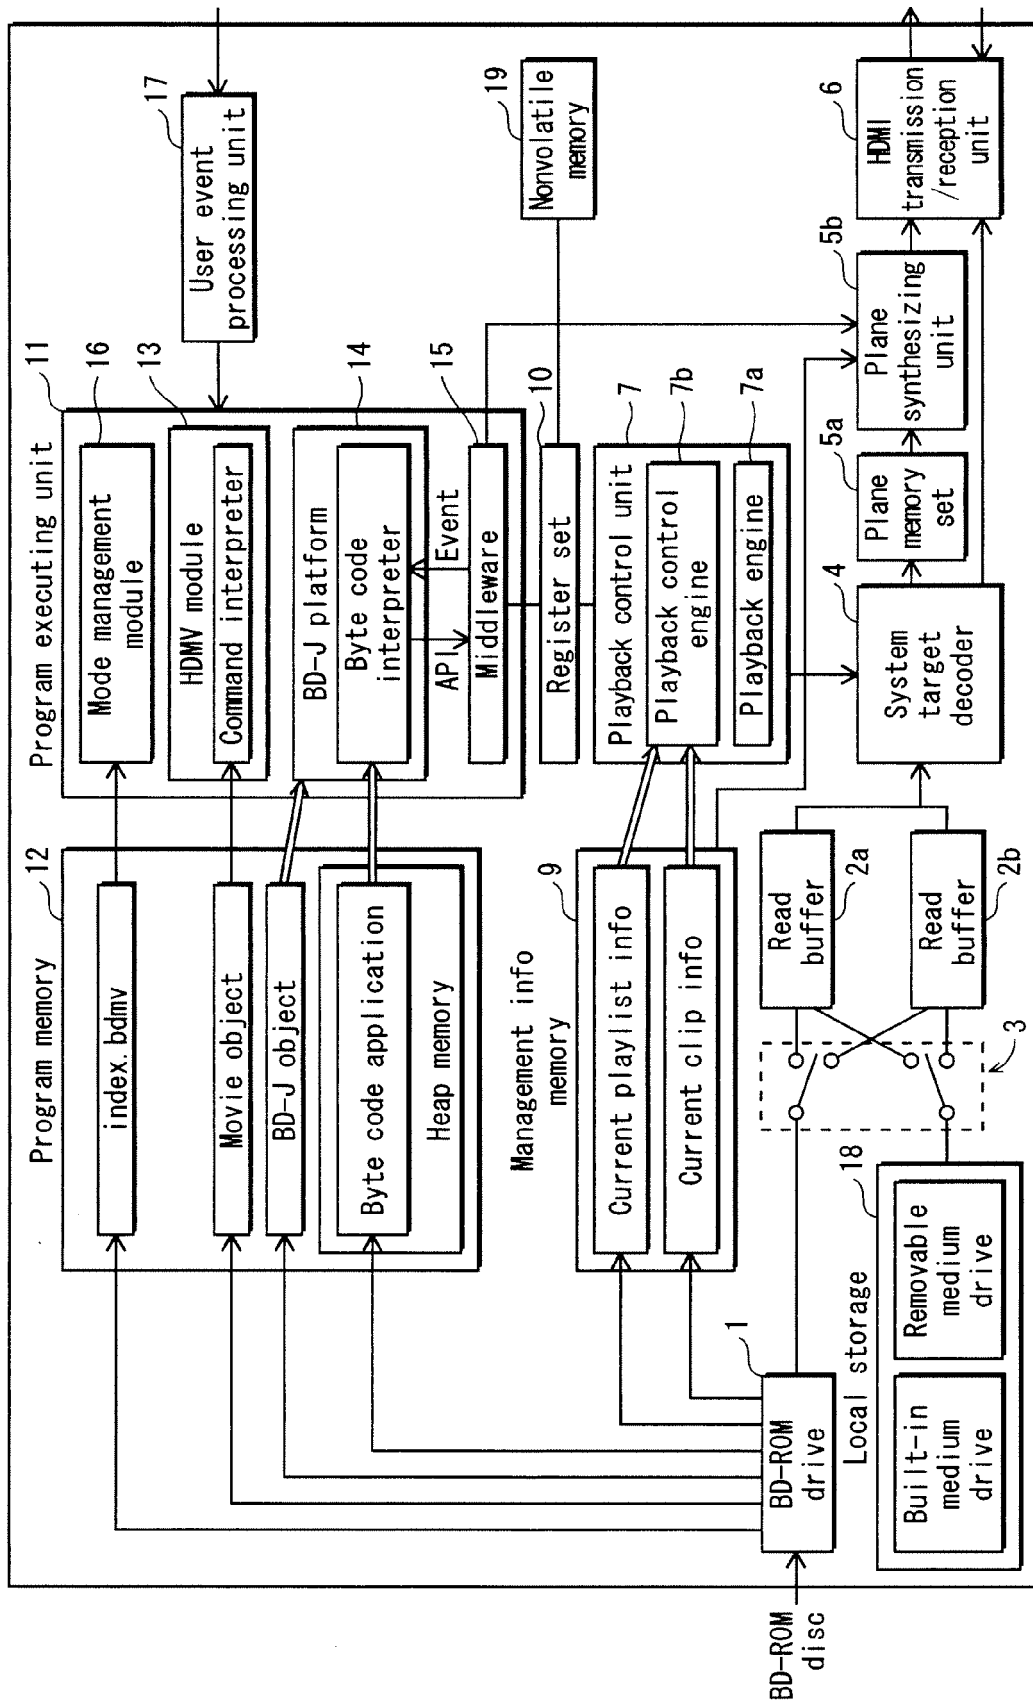 Program memory
12
index.bdmv
Movie object
BD-J object
Byte code application
Heap memory
Program executing unit
11
Mode management
module
16
HDMV module
13
Command interpreter
BD-J platform
14
Byte code
interpreter
API
Event
Middleware
15
User event
processing unit
17
Register set
10
Nonvolatile
memory
19
Management info
memory
9
Current playlist info
Current clip info
Playback control unit
7
Playback control
engine
7b
Playback engine
7a
BD-ROM
disc
BD-ROM
drive
1
Local storage
18
Built-in
medium
drive
Removable
medium
drive
3
Read
buffer
2a
Read
buffer
2b
System
target
decoder
4
Plane
memory
set
5a
Plane
synthesizing
unit
5b
HDMI
transmission
/reception
unit
6